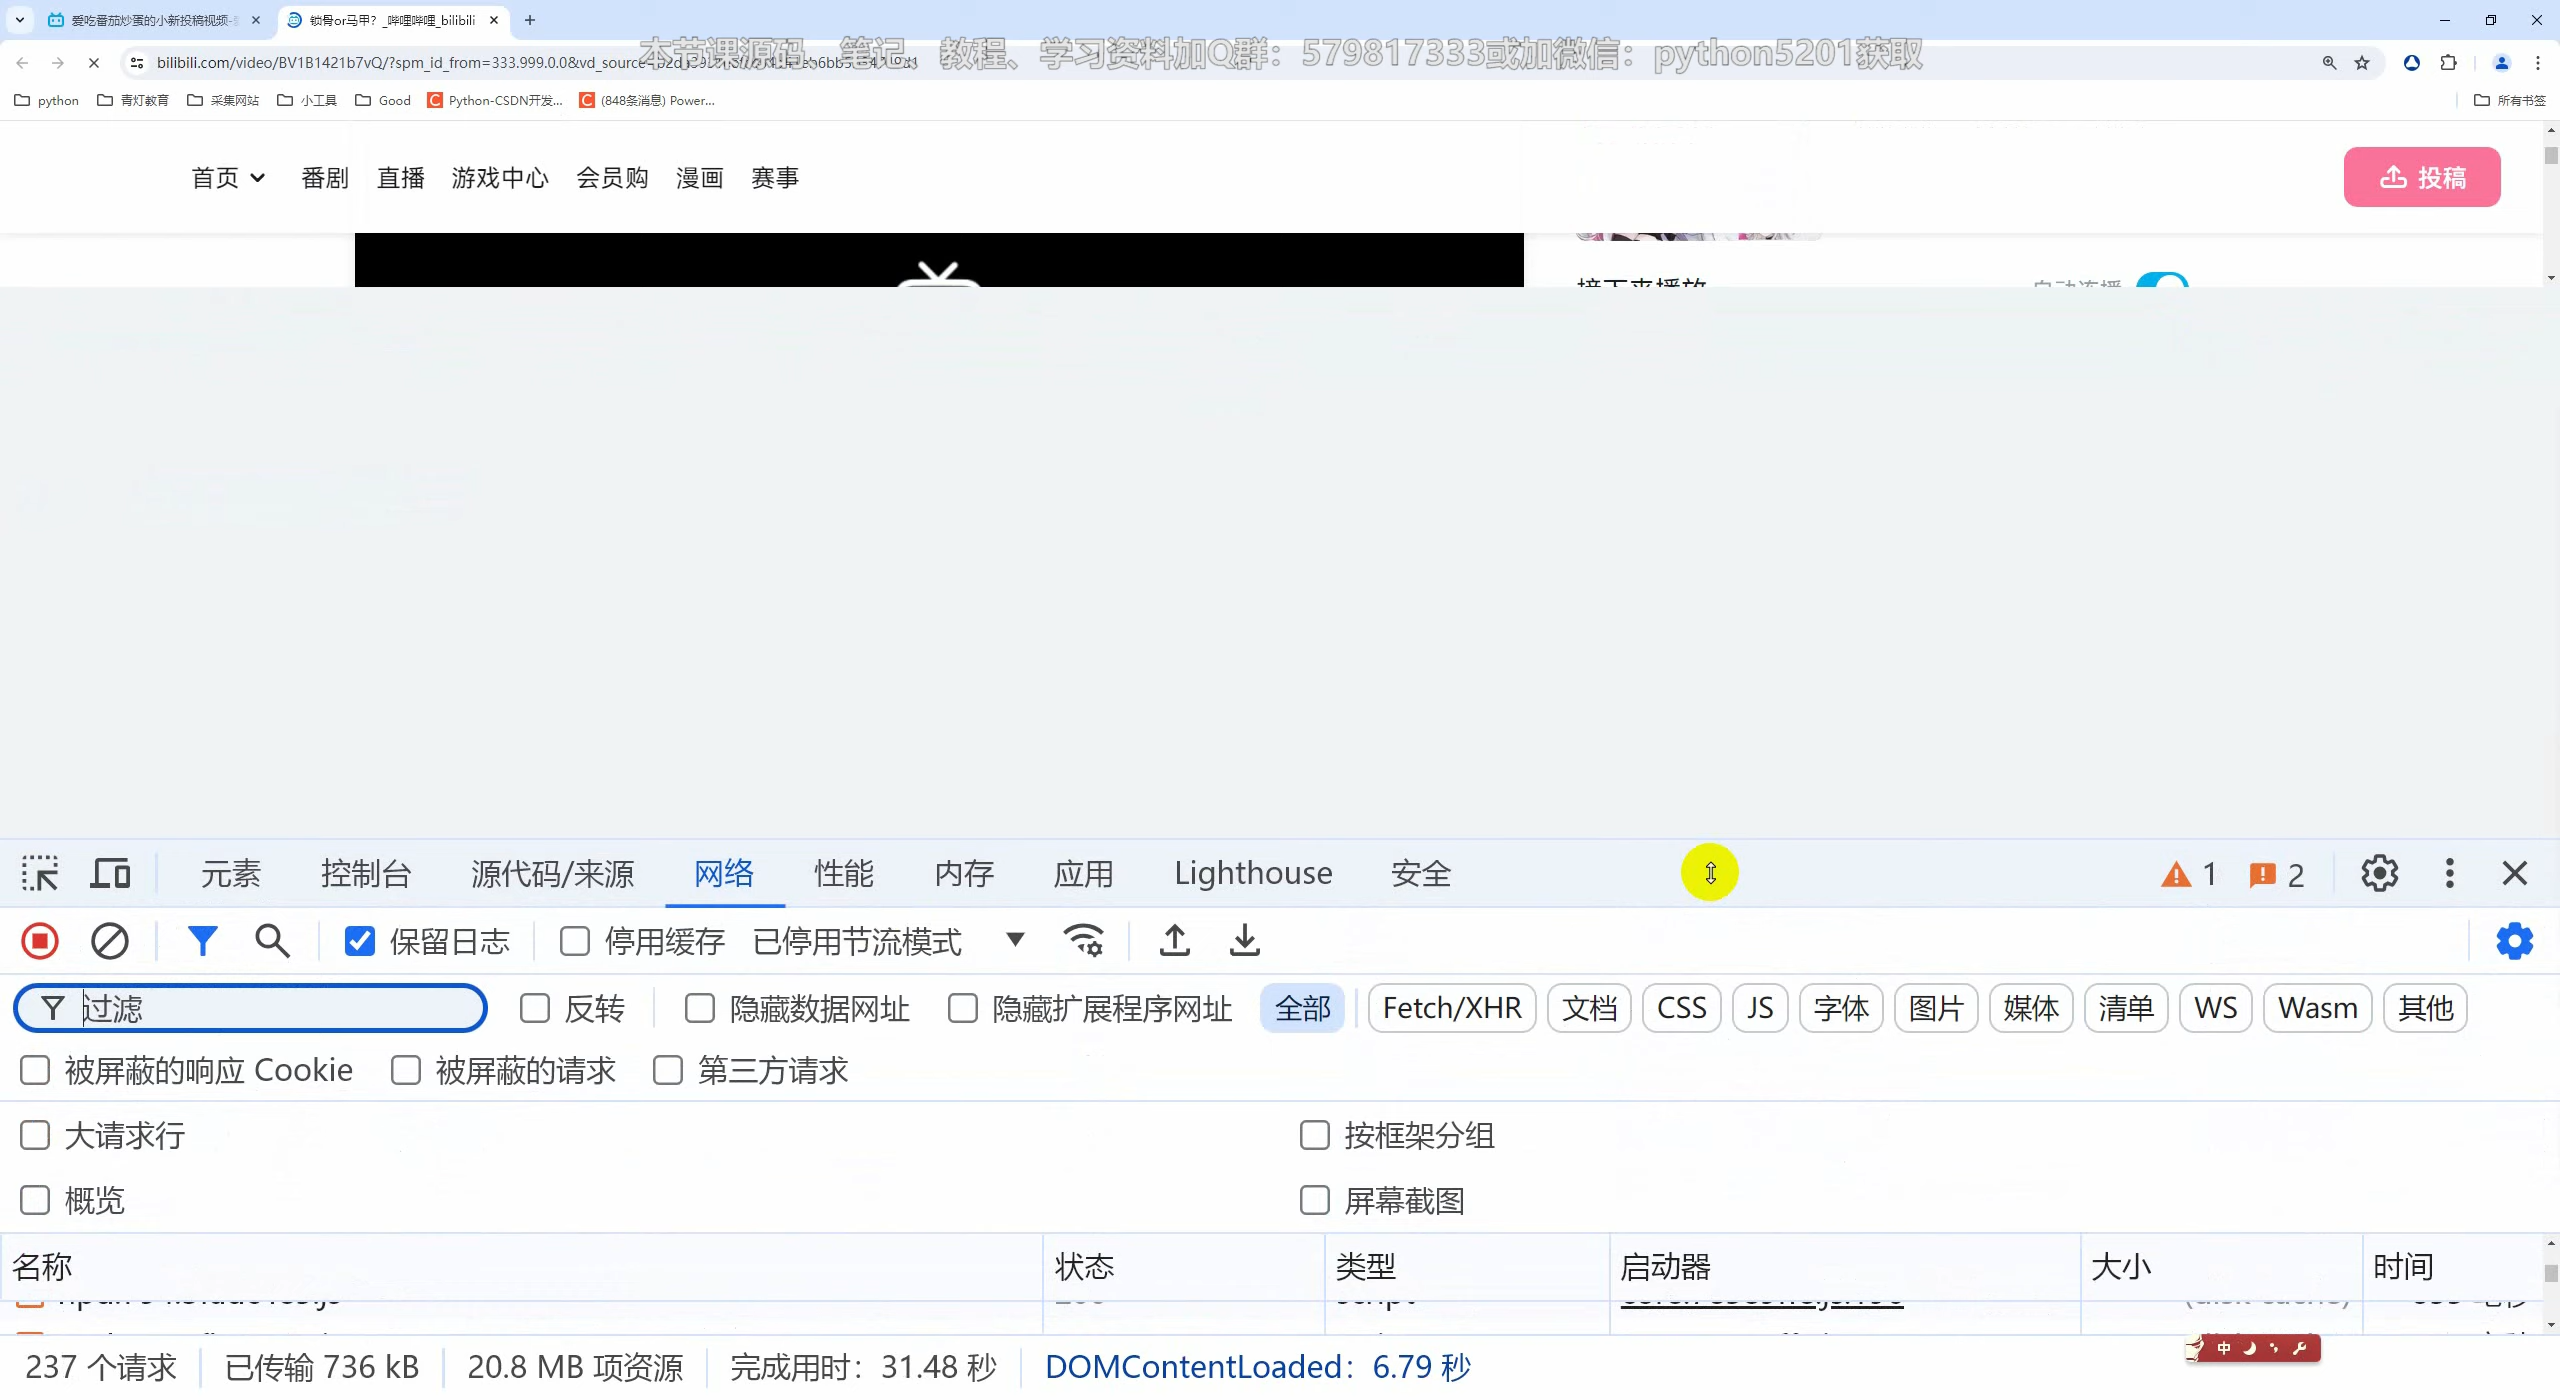 爱吃番茄炒蛋的小新投稿视频-
锁骨or马甲？_哔哩哔哩_bilibili
本节课源码、笔记、教程、学习资料加Q群：579817333或加微信：python5201获取
bilibili.com/video/BV1B1421b7vQ/?spm_id_from=333.999.0.0&vd_source
python
青灯教育
采集网站
小工具
Good
Python-CSDN开发...
(848条消息) Power...
所有书签
首页
番剧
直播
游戏中心
会员购
漫画
赛事
投稿
接下来播放
自动连播
元素
控制台
源代码/来源
网络
性能
内存
应用
Lighthouse
安全
1
2
保留日志
停用缓存
已停用节流模式
过滤
反转
隐藏数据网址
隐藏扩展程序网址
全部
Fetch/XHR
文档
CSS
JS
字体
图片
媒体
清单
WS
Wasm
其他
被屏蔽的响应 Cookie
被屏蔽的请求
第三方请求
大请求行
按框架分组
概览
屏幕截图
名称
状态
类型
启动器
大小
时间
中
237 个请求
已传输 736 kB
20.8 MB 项资源
完成用时：31.48 秒
DOMContentLoaded：6.79 秒